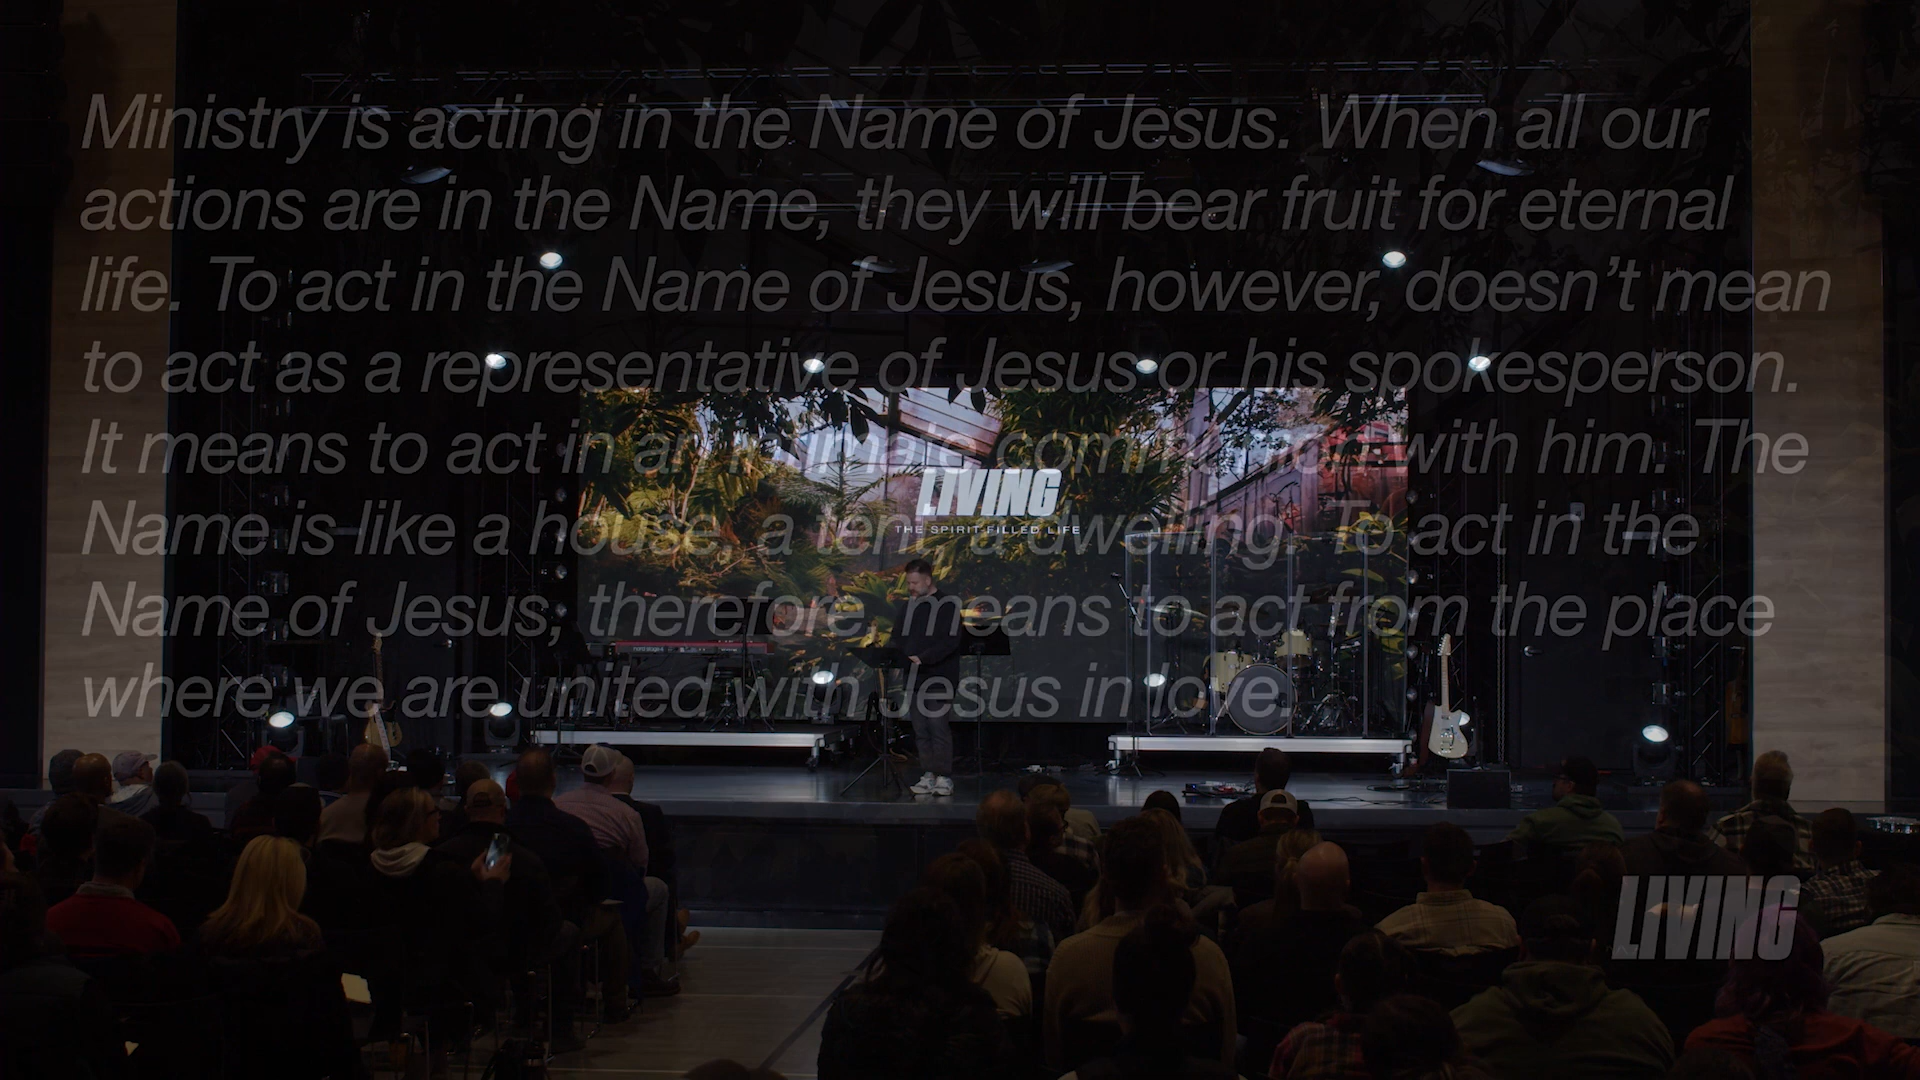 Ministry is acting in the Name of Jesus. When all our
actions are in the Name, they will bear fruit for eternal
life. To act in the Name of Jesus, however, doesn’t mean
to act as a representative of Jesus or his spokesperson.
It means to act in an intimate communion with him. The
Name is like a house, a tent, a dwelling. To act in the
Name of Jesus, therefore, means to act from the place
where we are united with Jesus in love.
LIVING
THE SPIRIT-FILLED LIFE
LIVING